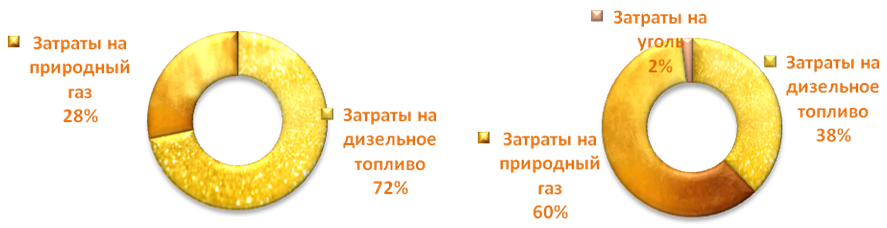 Затраты на
природный
газ
28%
Затраты на
дизельное
топливо
72%
Затраты на
уголь
2%
Затраты на
дизельное
топливо
38%
Затраты на
природный
газ
60%